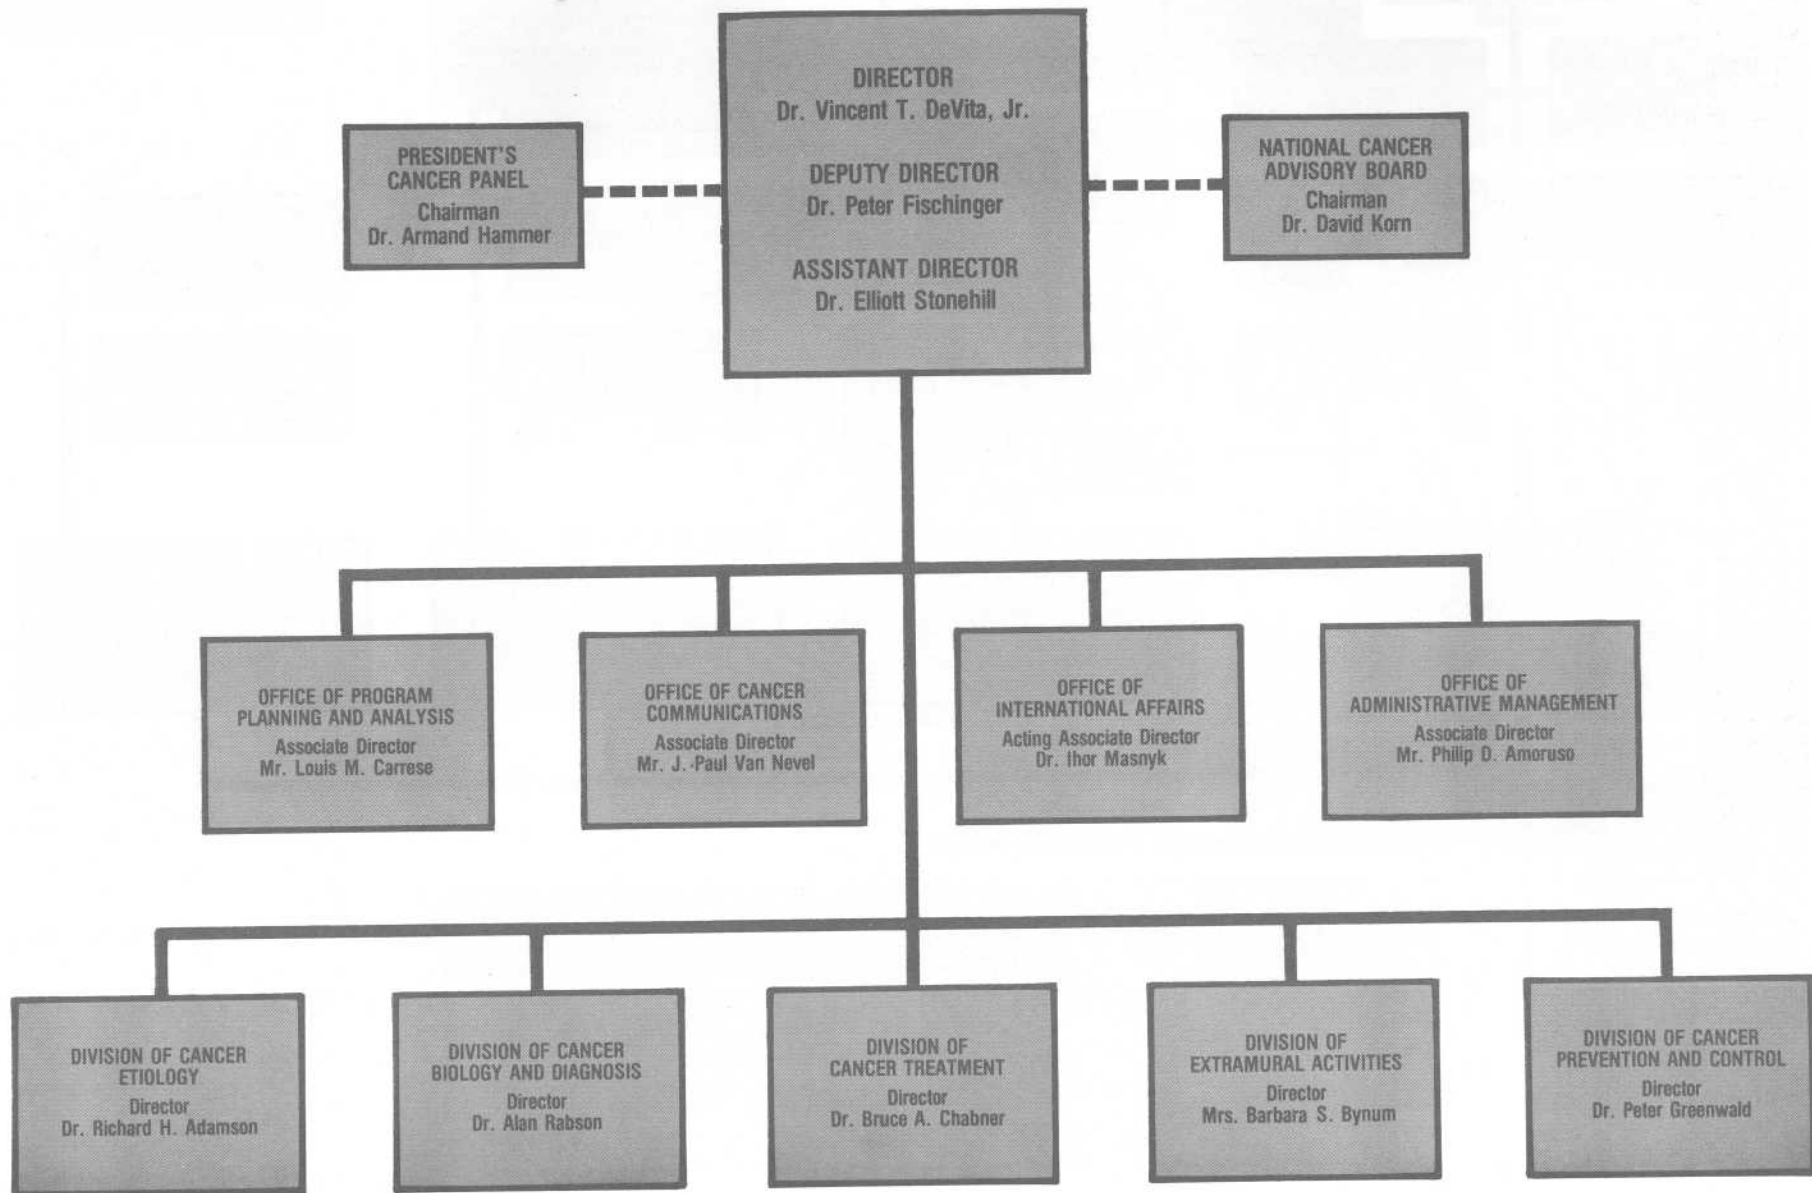 DIRECTOR
Dr. Vincent T. DeVita, Jr.
DEPUTY DIRECTOR
Dr. Peter Fischinger
ASSISTANT DIRECTOR
Dr. Elliott Stonehill
PRESIDENT'S
CANCER PANEL
Chairman
Dr. Armand Hammer
NATIONAL CANCER
ADVISORY BOARD
Chairman
Dr. David Korn
OFFICE OF PROGRAM
PLANNING AND ANALYSIS
Associate Director
Mr. Louis M. Carrese
OFFICE OF CANCER
COMMUNICATIONS
Associate Director
Mr. J. Paul Van Nevel
OFFICE OF
INTERNATIONAL AFFAIRS
Acting Associate Director
Dr. Ihor Masnyk
OFFICE OF
ADMINISTRATIVE MANAGEMENT
Associate Director
Mr. Philip D. Amoruso
DIVISION OF CANCER
ETIOLOGY
Director
Dr. Richard H. Adamson
DIVISION OF CANCER
BIOLOGY AND DIAGNOSIS
Director
Dr. Alan Rabson
DIVISION OF
CANCER TREATMENT
Director
Dr. Bruce A. Chabner
DIVISION OF
EXTRAMURAL ACTIVITIES
Director
Mrs. Barbara S. Bynum
DIVISION OF CANCER
PREVENTION AND CONTROL
Director
Dr. Peter Greenwald